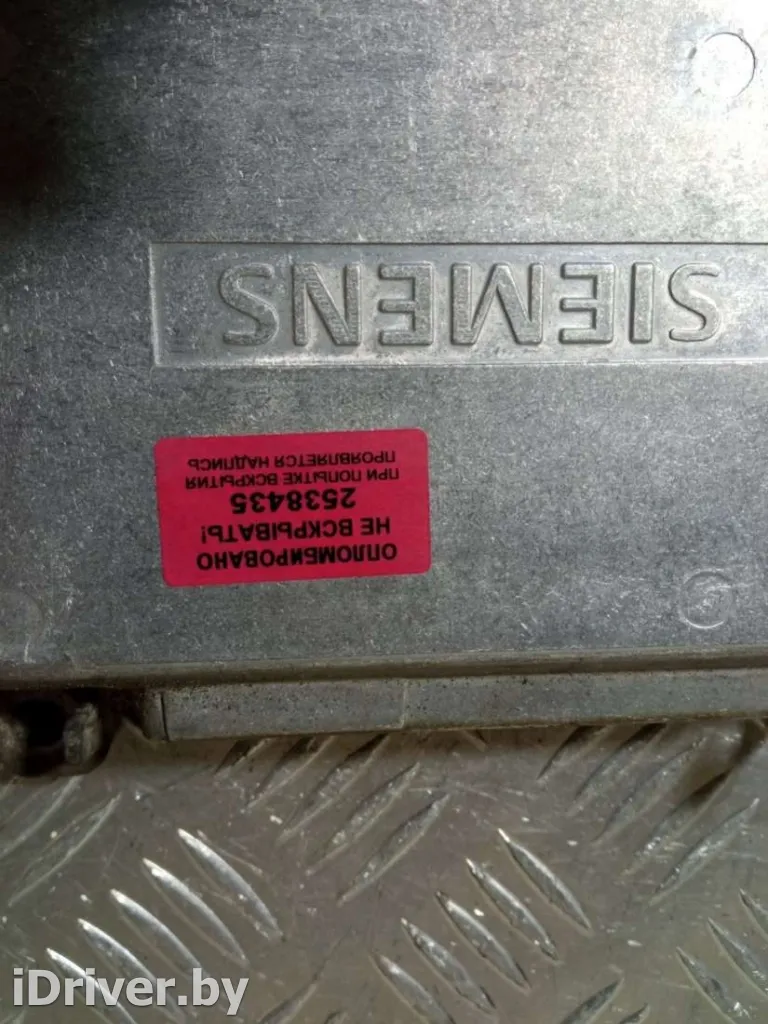 SIEMENS
ОПЛОМБИРОВАНО
НЕ ВСКРЫВАТЬ!
2538435
ПРИ ПОПЫТКЕ ВСКРЫТИЯ
ПРОЯВЛЯЕТСЯ НАДПИСЬ
iDriver.by